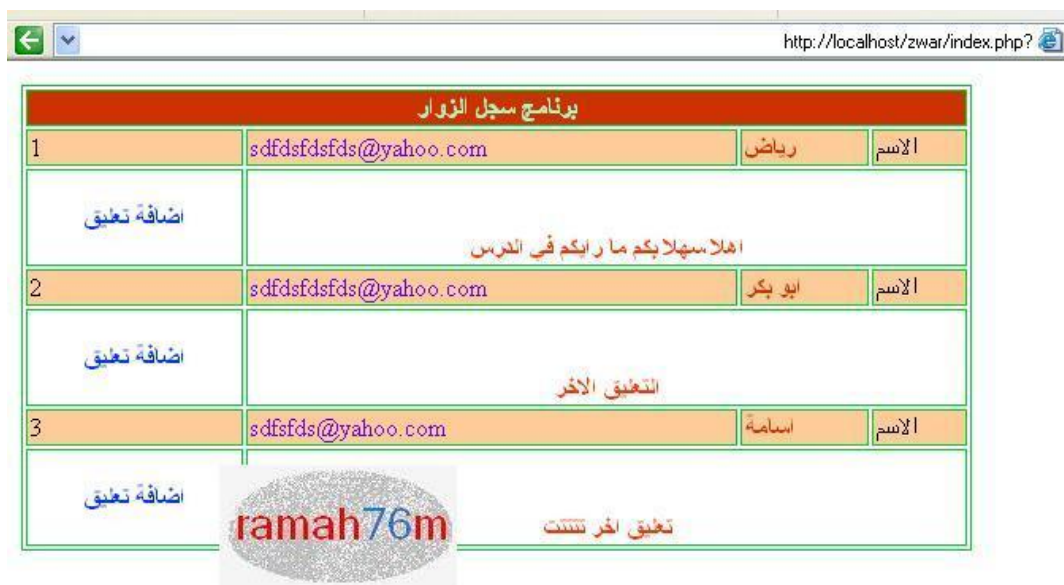 http://localhost/zwar/index.php?
برنامج سجل الزوار
الاسم رياض sdfdsfdsfds@yahoo.com 1
اهلا سهلا بكم ما رايكم في الدرس
اضافة تعليق
الاسم ابو بكر sdfdsfdsfds@yahoo.com 2
التعليق الاخر
اضافة تعليق
الاسم اسامة sdfsfds@yahoo.com 3
تعليق اخر تتتتت
اضافة تعليق
ramah76m